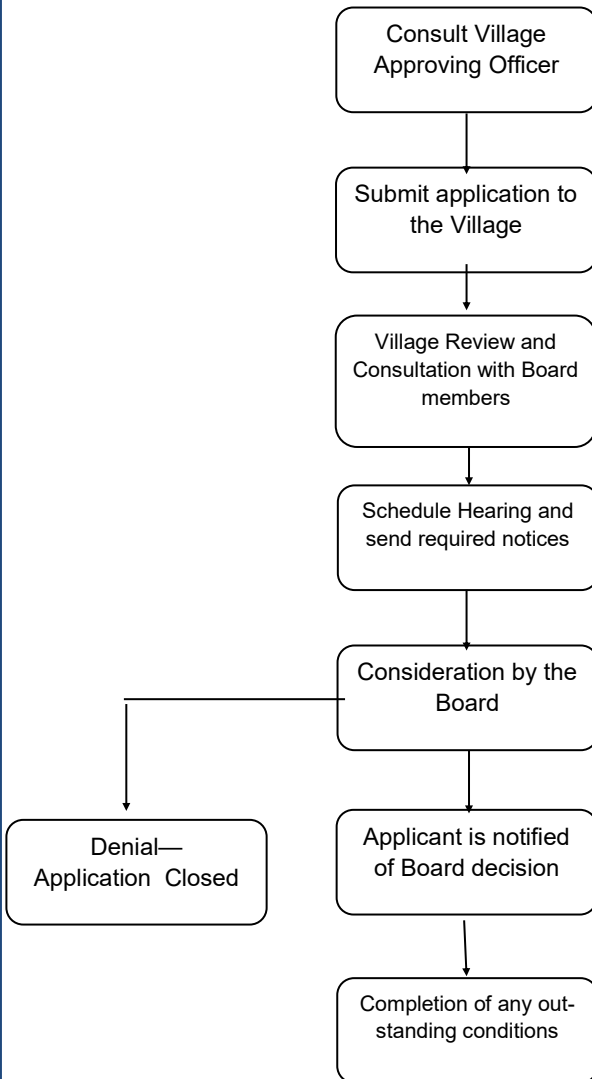 Consult Village
Approving Officer
Submit application to
the Village
Village Review and
Consultation with Board
members
Schedule Hearing and
send required notices
Consideration by the
Board
Denial—
Application Closed
Applicant is notified
of Board decision
Completion of any out-
standing conditions